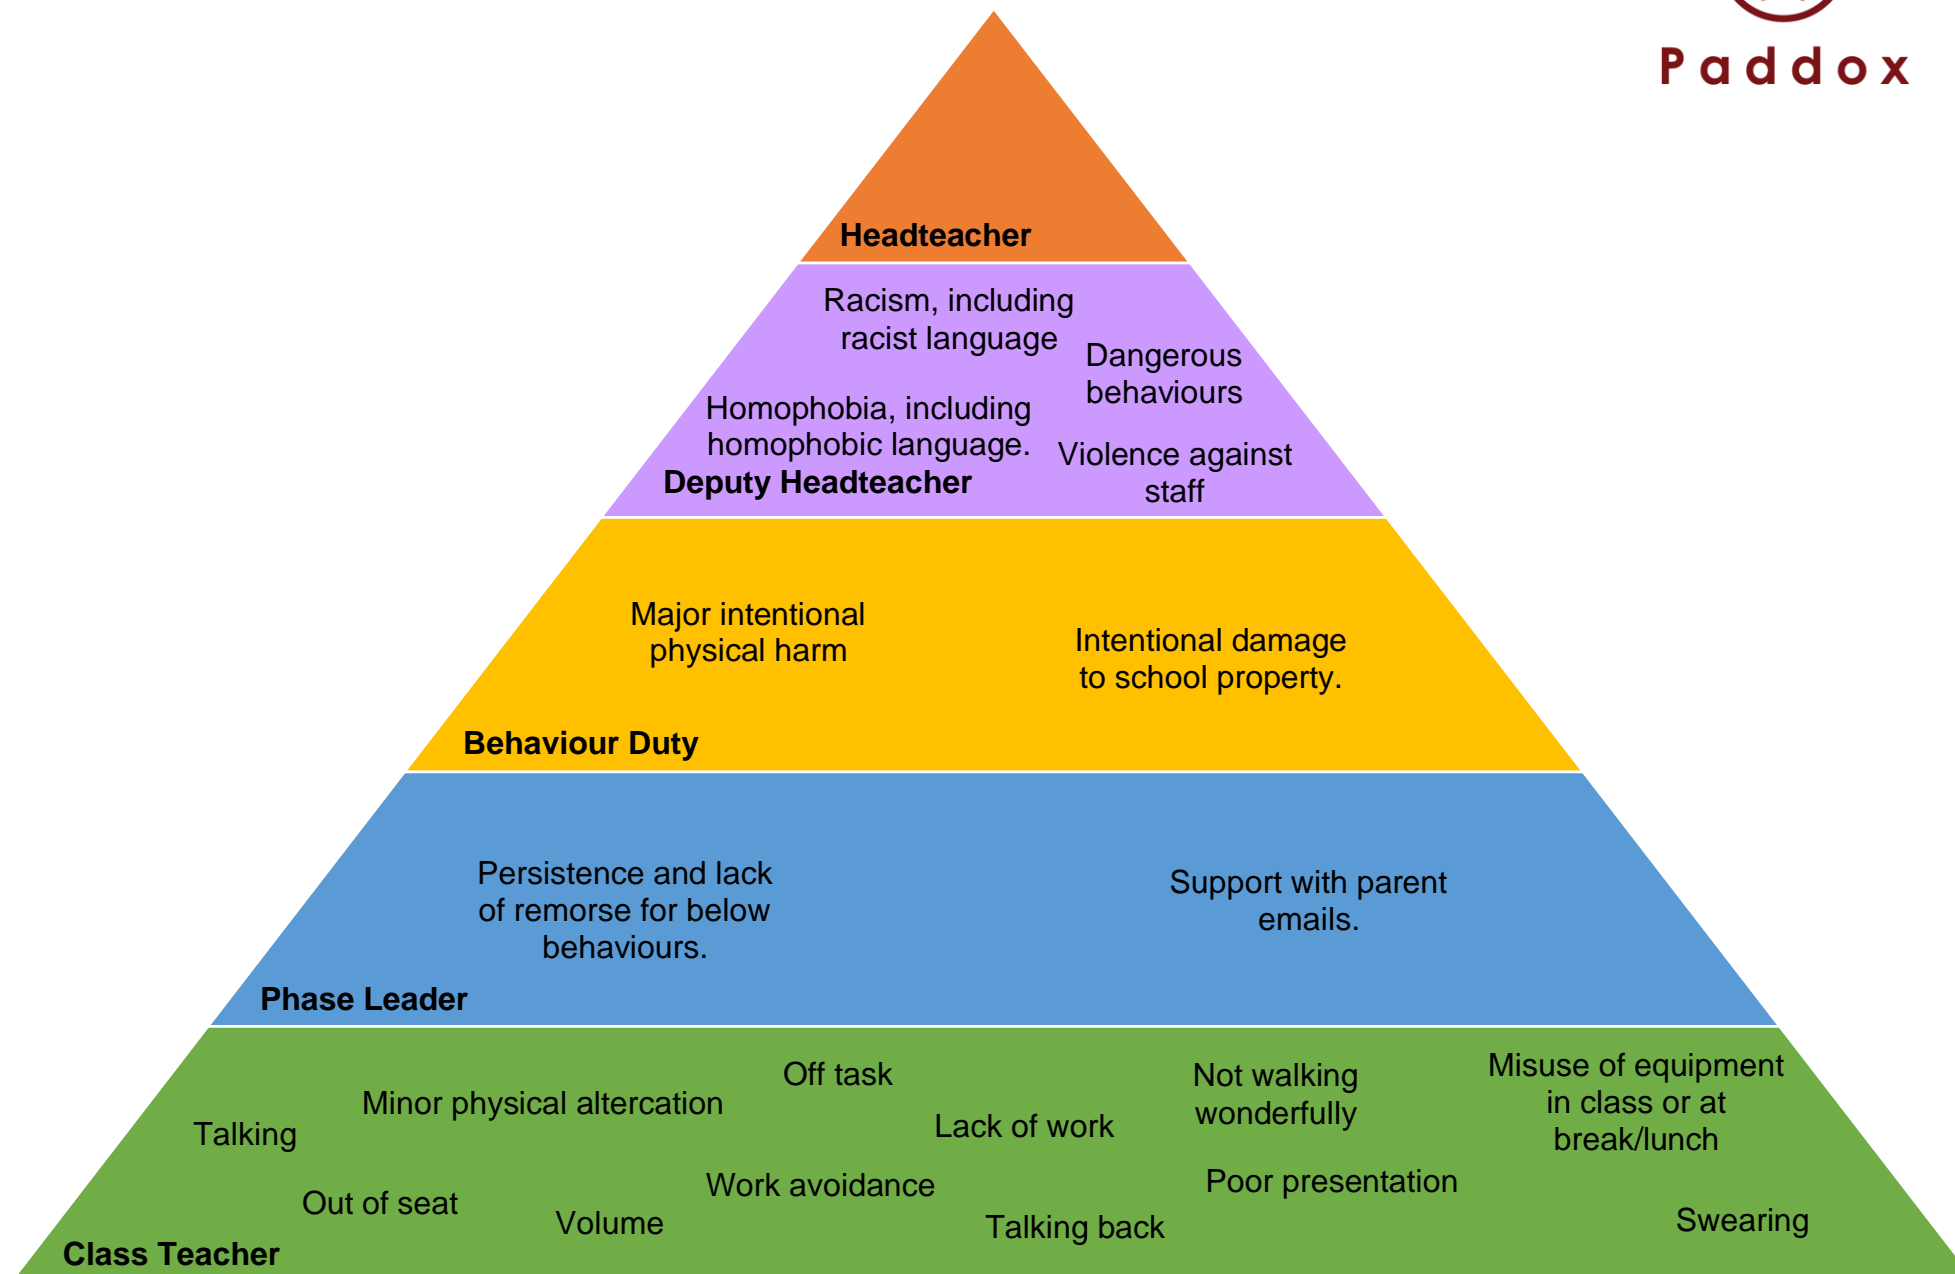 Paddox
Headteacher
Racism, including
racist language
Dangerous
behaviours
Homophobia, including
homophobic language.
Violence against
staff
Deputy Headteacher
Major intentional
physical harm
Intentional damage
to school property.
Behaviour Duty
Persistence and lack
of remorse for below
behaviours.
Support with parent
emails.
Phase Leader
Talking
Minor physical altercation
Off task
Lack of work
Not walking
wonderfully
Misuse of equipment
in class or at
break/lunch
Out of seat
Volume
Work avoidance
Talking back
Poor presentation
Swearing
Class Teacher